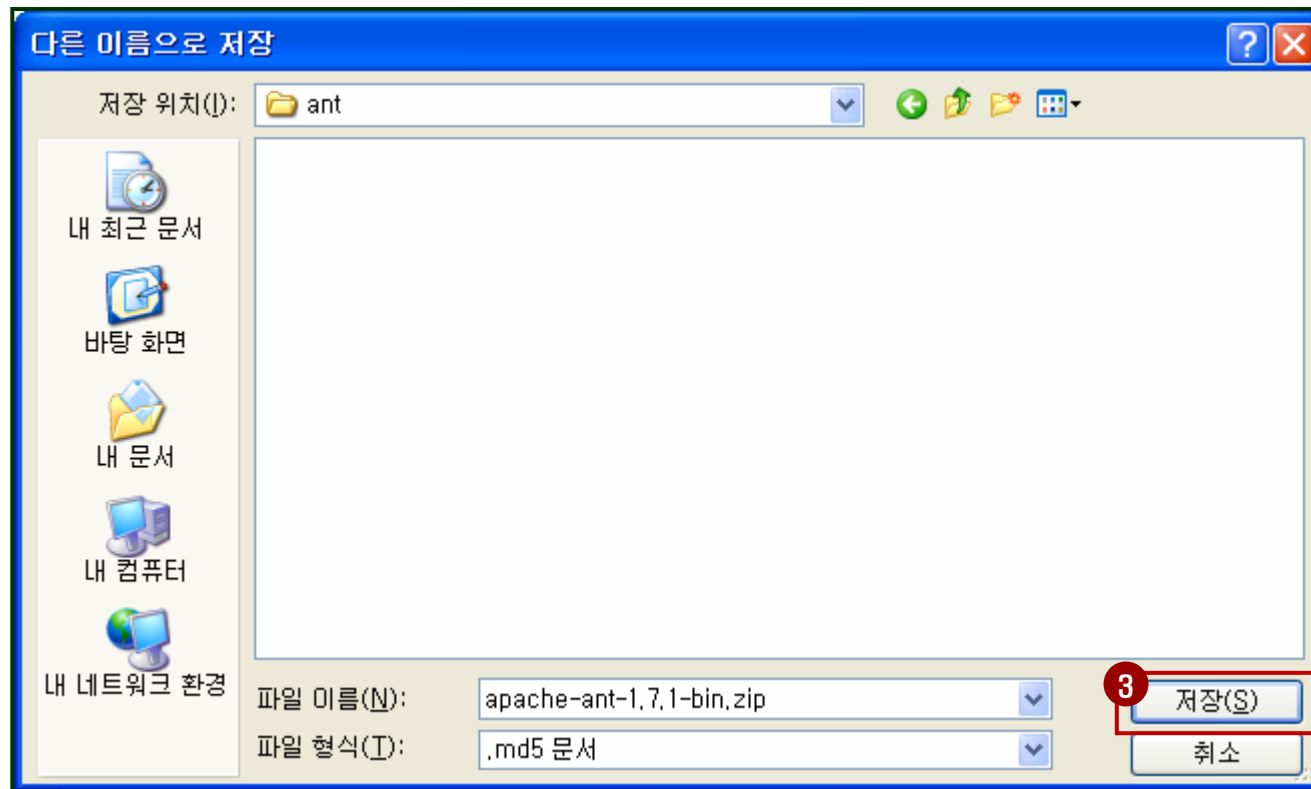 다른 이름으로 저장
저장 위치(I):
ant
내 최근 문서
바탕 화면
내 문서
내 컴퓨터
내 네트워크 환경
파일 이름(N):
apache-ant-1,7,1-bin,zip
3
저장(S)
파일 형식(T):
,md5 문서
취소